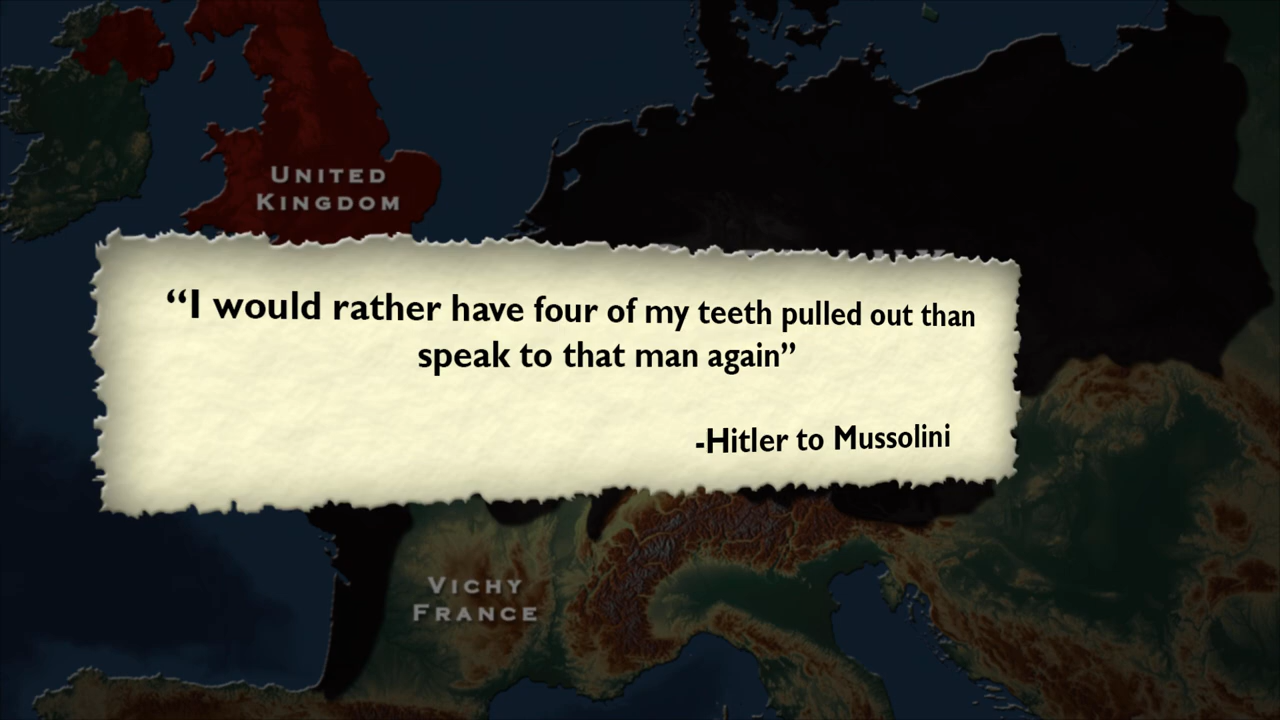 UNITED
KINGDOM
“I would rather have four of my teeth pulled out than
speak to that man again”
-Hitler to Mussolini
VICHY
FRANCE